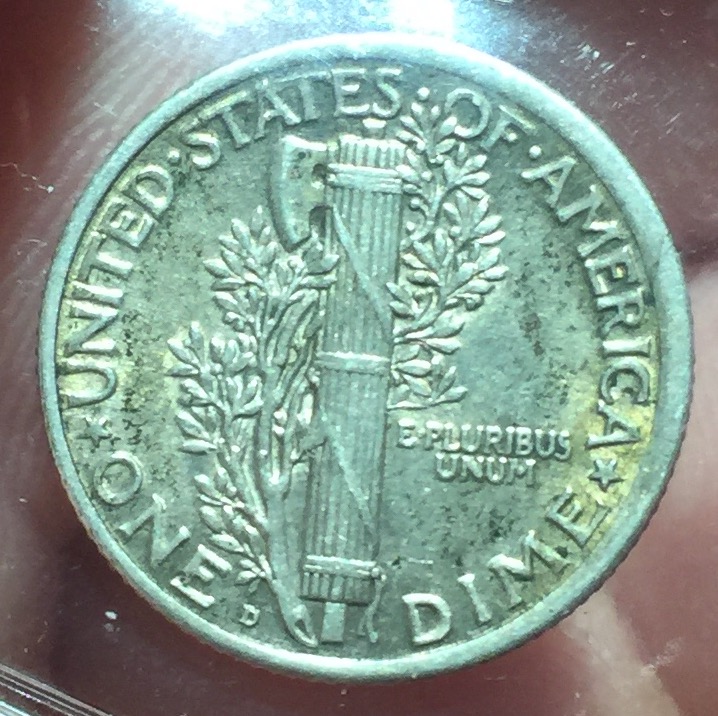 UNITED·STATES·OF·AMERICA
E·PLURIBUS
UNUM
ONE DIME
D